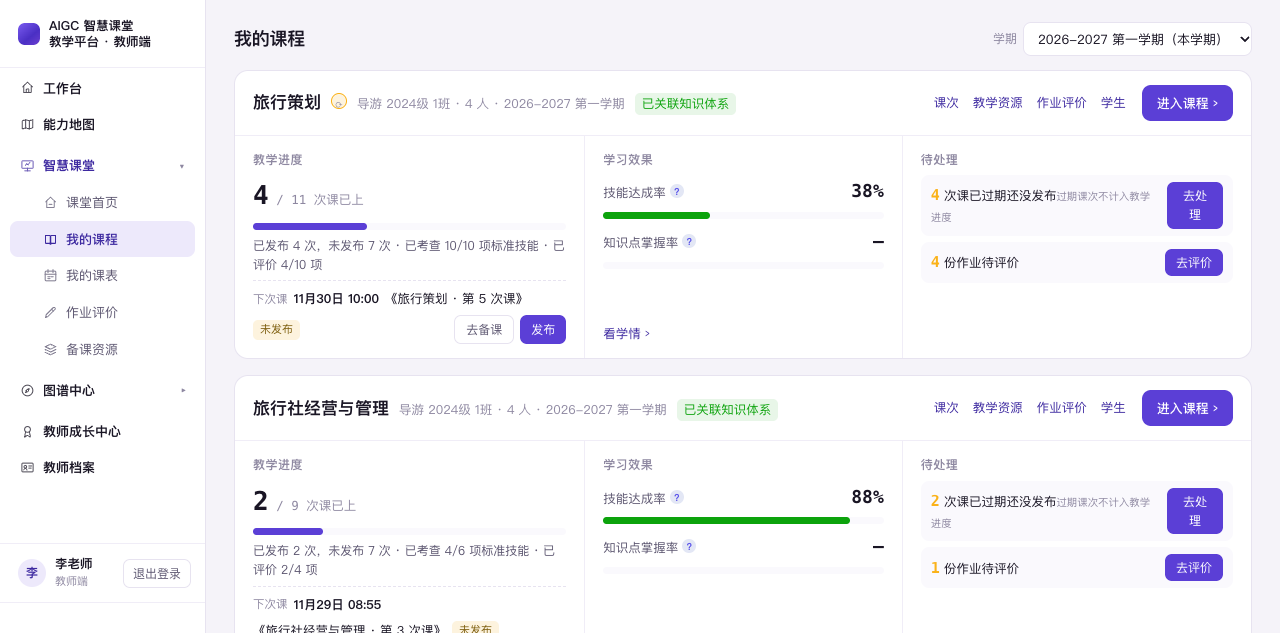 AIGC 智慧课堂
教学平台 · 教师端
工作台
能力地图
智慧课堂
课堂首页
我的课程
我的课表
作业评价
备课资源
图谱中心
教师成长中心
教师档案
李
李老师
教师端
退出登录
我的课程
学期
2026–2027 第一学期（本学期）
旅行策划
导游 2024级 1班 · 4 人 · 2026–2027 第一学期
已关联知识体系
课次 教学资源 作业评价 学生
进入课程 ›
教学进度
4 / 11 次课已上
已发布 4 次，未发布 7 次 · 已考查 10/10 项标准技能 · 已
评价 4/10 项
下次课 11月30日 10:00 《旅行策划 · 第 5 次课》
未发布
去备课
发布
学习效果
技能达成率 ? 38%
知识点掌握率 ? —
看学情 ›
待处理
4 次课已过期还没发布过期课次不计入教学
进度
去处
理
4 份作业待评价
去评价
旅行社经营与管理
导游 2024级 1班 · 4 人 · 2026–2027 第一学期
已关联知识体系
课次 教学资源 作业评价 学生
进入课程 ›
教学进度
2 / 9 次课已上
已发布 2 次，未发布 7 次 · 已考查 4/6 项标准技能 · 已
评价 2/4 项
下次课 11月29日 08:55
《旅行社经营与管理 · 第 3 次课》
未发布
学习效果
技能达成率 ? 88%
知识点掌握率 ? —
待处理
2 次课已过期还没发布过期课次不计入教学
进度
去处
理
1 份作业待评价
去评价